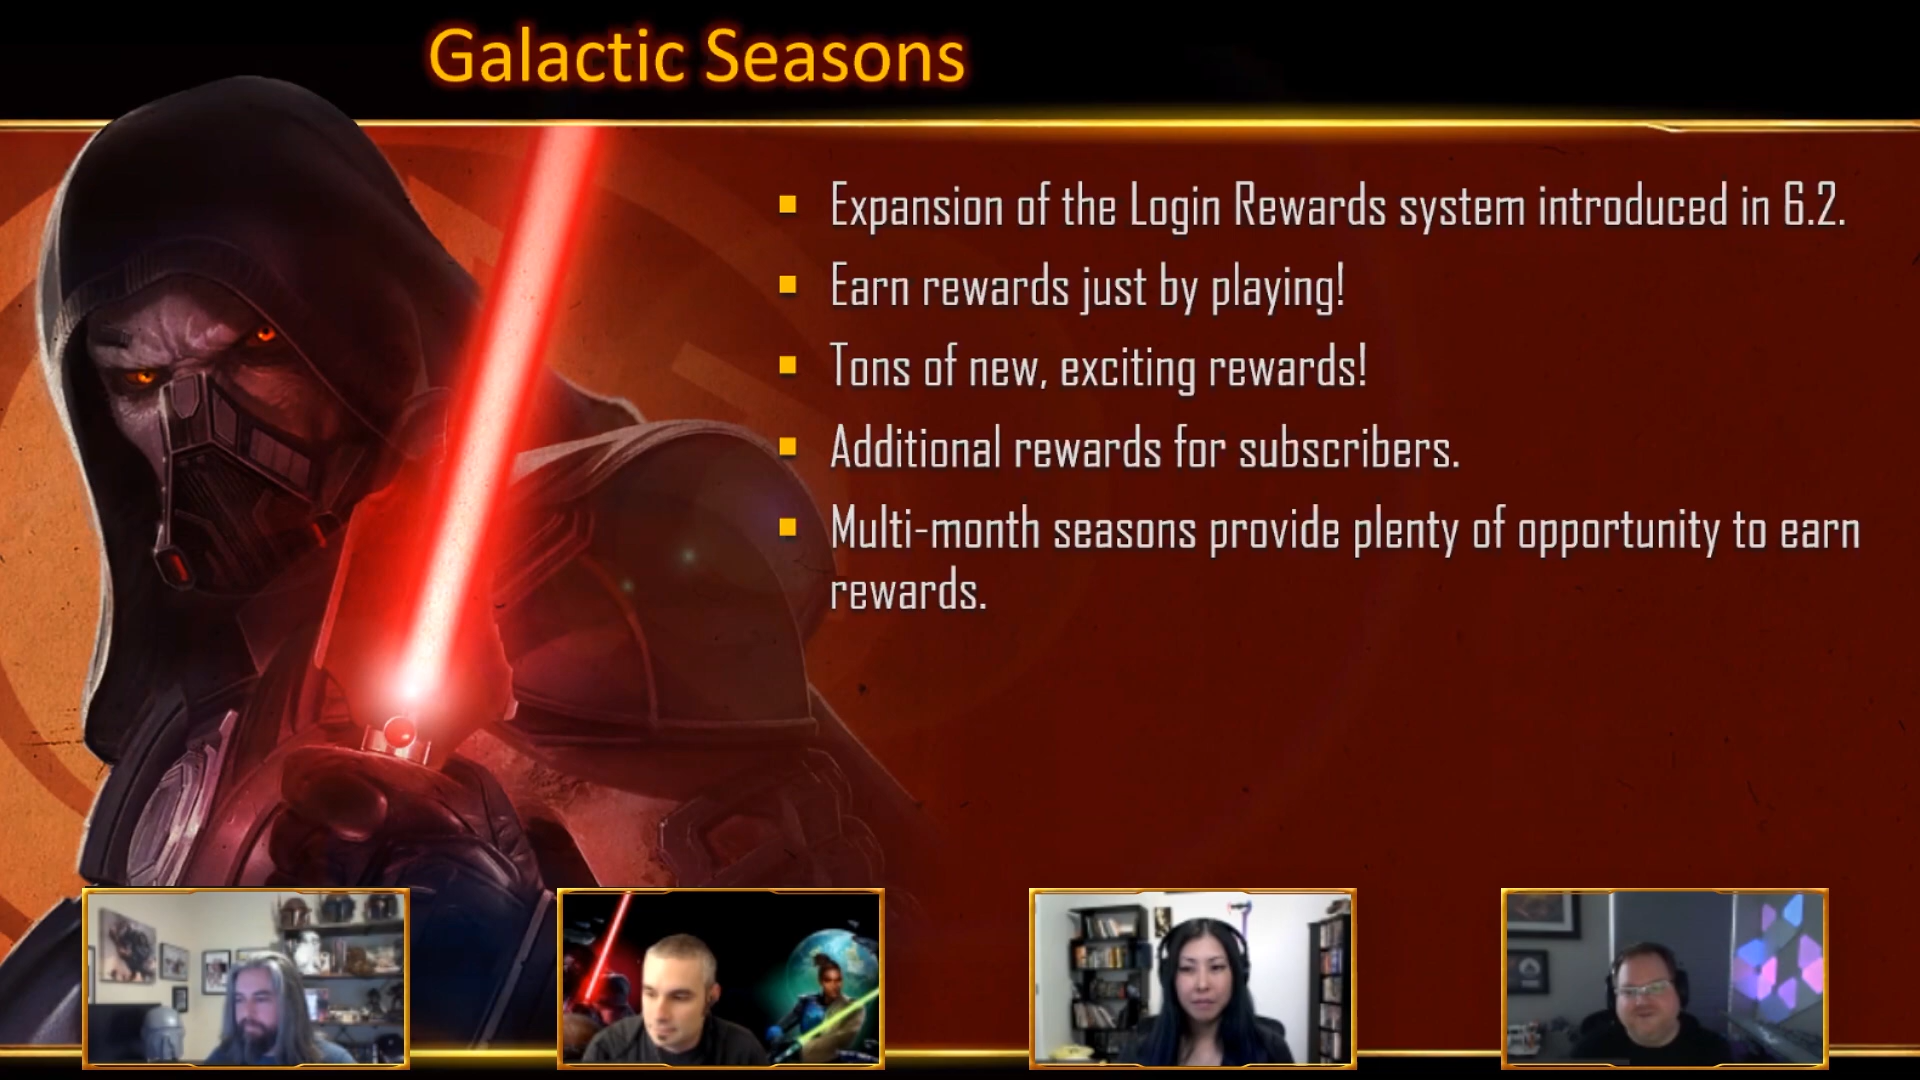 Galactic Seasons
Expansion of the Login Rewards system introduced in 6.2.
Earn rewards just by playing!
Tons of new, exciting rewards!
Additional rewards for subscribers.
Multi-month seasons provide plenty of opportunity to earn
rewards.